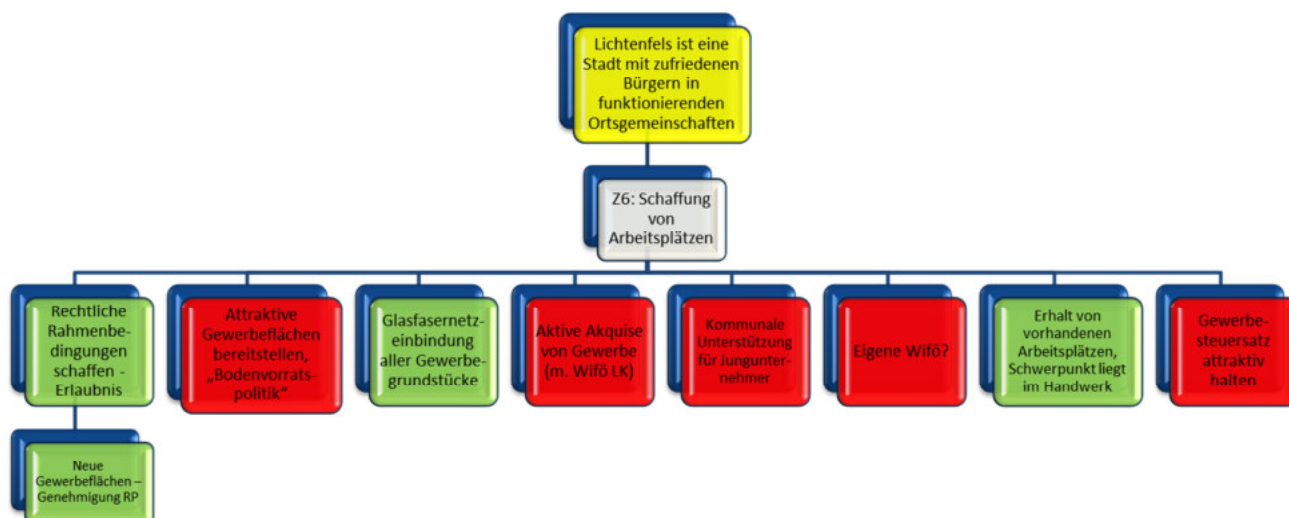 Lichtenfels ist eine
Stadt mit zufriedenen
Bürgern in
funktionierenden
Ortsgemeinschaften
Z6: Schaffung
von
Arbeitsplätzen
Rechtliche
Rahmenbe-
dingungen
schaffen -
Erlaubnis
Attraktive
Gewerbeflächen
bereitstellen,
„Bodenvorrats-
politik“
Glasfasernetz-
einbindung
aller Gewerbe-
grundstücke
Aktive Akquise
von Gewerbe
(m. Wifö LK)
Kommunale
Unterstützung
für Jungunter-
nehmer
Eigene Wifö?
Erhalt von
vorhandenen
Arbeitsplätzen,
Schwerpunkt liegt
im Handwerk
Gewerbe-
steuersatz
attraktiv
halten
Neue
Gewerbeflächen –
Genehmigung RP